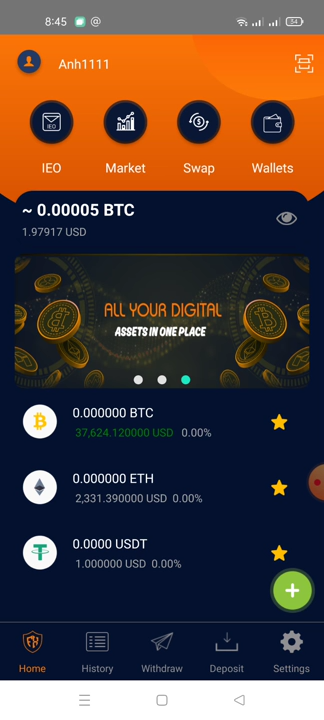 8:45 @ 54
Anh1111
IEO
IEO Market Swap Wallets
~ 0.00005 BTC
1.97917 USD
ALL YOUR DIGITAL
ASSETS IN ONE PLACE
0.000000 BTC
37,624.120000 USD 0.00%
0.000000 ETH
2,331.390000 USD 0.00%
0.0000 USDT
1.000000 USD 0.00%
Home History Withdraw Deposit Settings